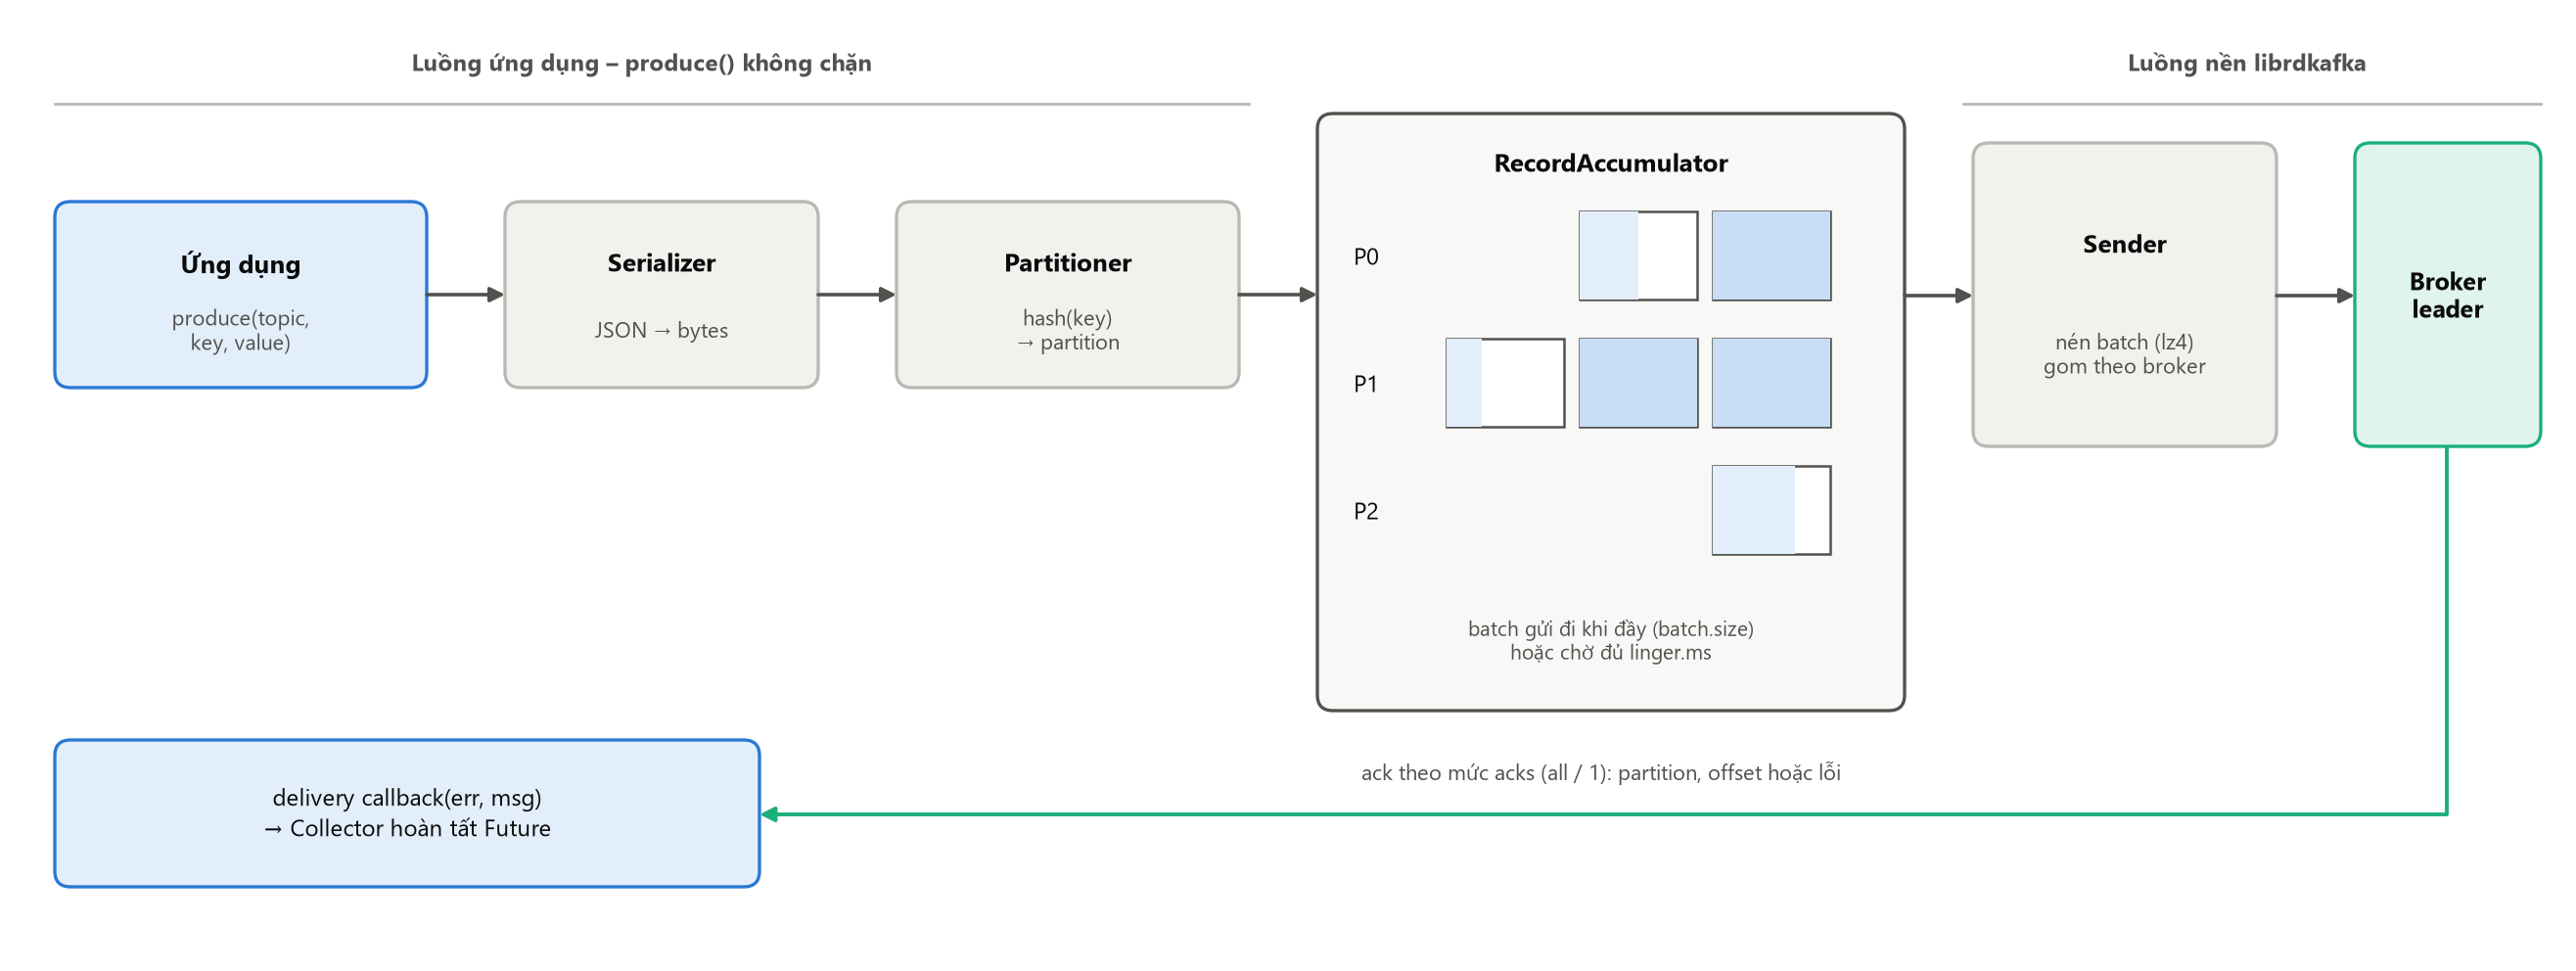 Luồng ứng dụng – produce() không chặn
Luồng nền librdkafka
Ứng dụng
produce(topic,
key, value)
Serializer
JSON → bytes
Partitioner
hash(key)
→ partition
RecordAccumulator
P0
P1
P2
batch gửi đi khi đầy (batch.size)
hoặc chờ đủ linger.ms
Sender
nén batch (lz4)
gom theo broker
Broker
leader
ack theo mức acks (all / 1): partition, offset hoặc lỗi
delivery callback(err, msg)
→ Collector hoàn tất Future